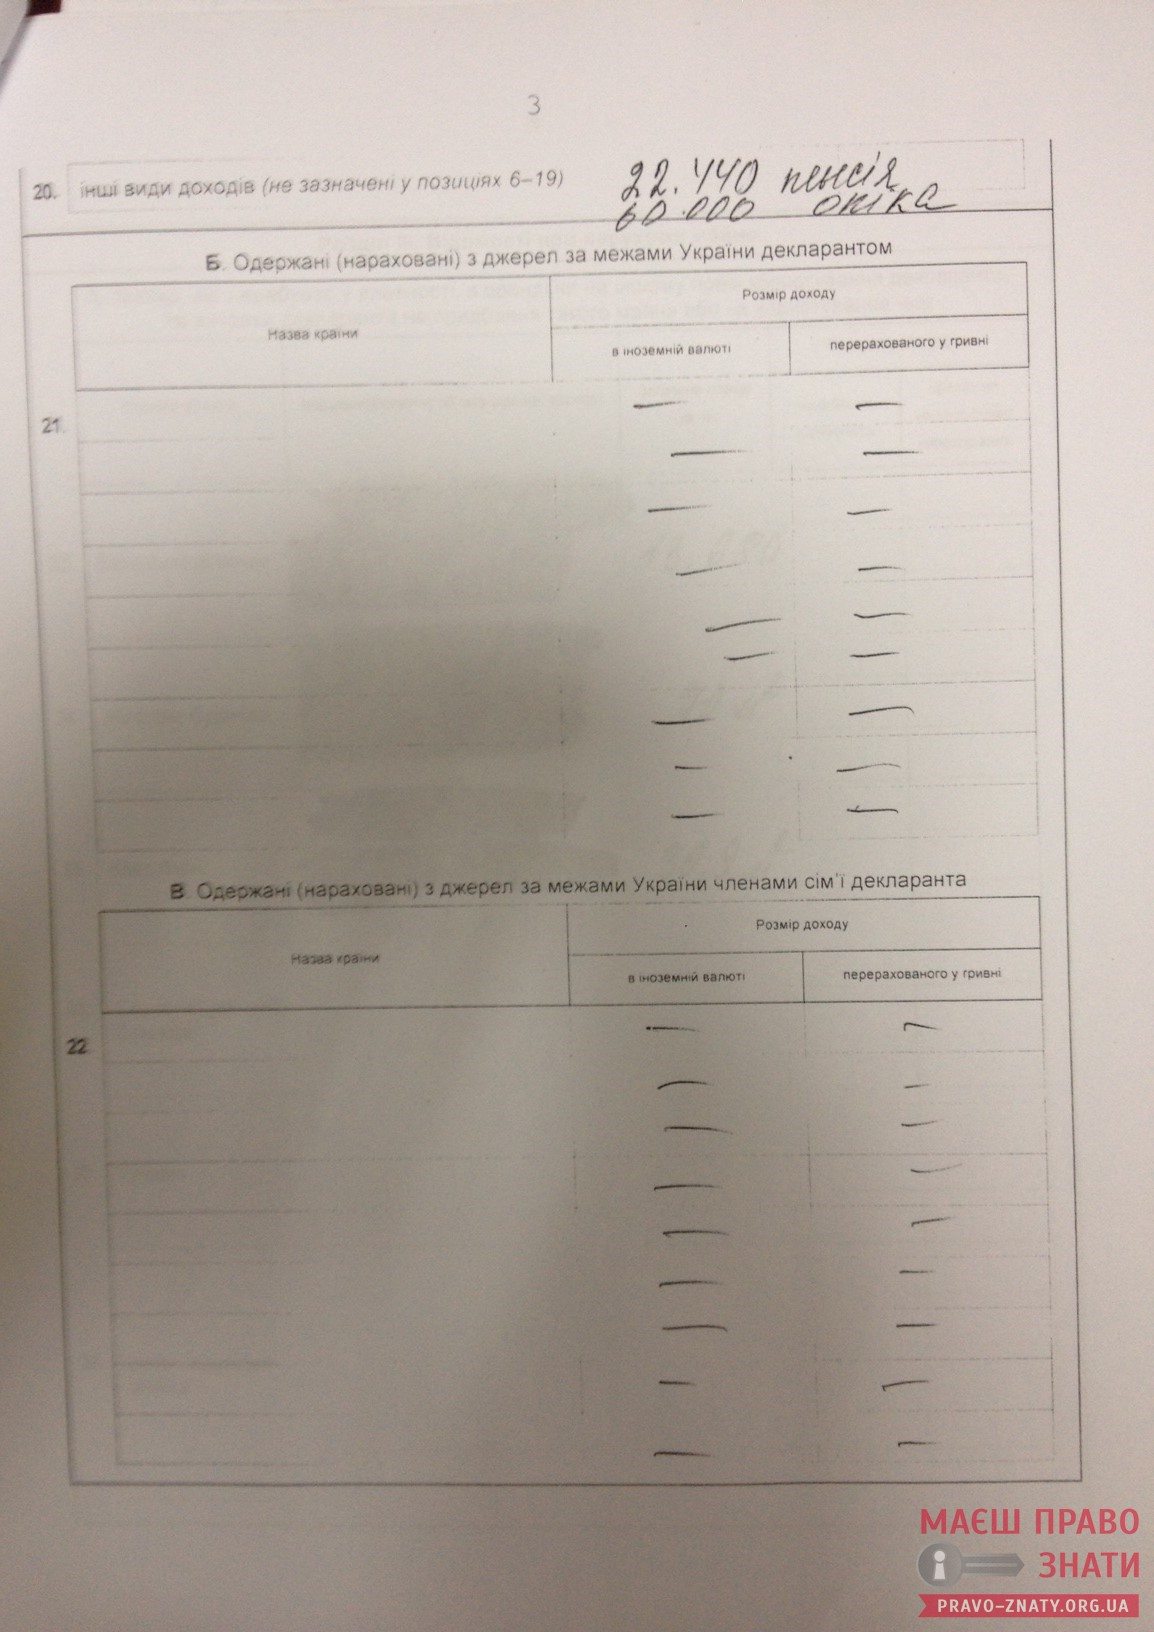 3
20. інші види доходів (не зазначені у позиціях 6–19) 22.440 пенсія
60.000 опіка
Б. Одержані (нараховані) з джерел за межами України декларантом
Назва країни
Розмір доходу
в іноземній валюті
перерахованого у гривні
21.
— —
— —
— —
— —
— —
— —
— —
— —
— —
В. Одержані (нараховані) з джерел за межами України членами сім'ї декларанта
Назва країни
Розмір доходу
в іноземній валюті
перерахованого у гривні
22.
— —
— —
— —
— —
— —
— —
— —
— —
— —
МАЄШ ПРАВО
ЗНАТИ
PRAVO-ZNATY.ORG.UA